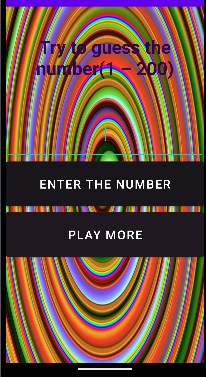 Try to guess the
number(1 – 200)
ENTER THE NUMBER
PLAY MORE